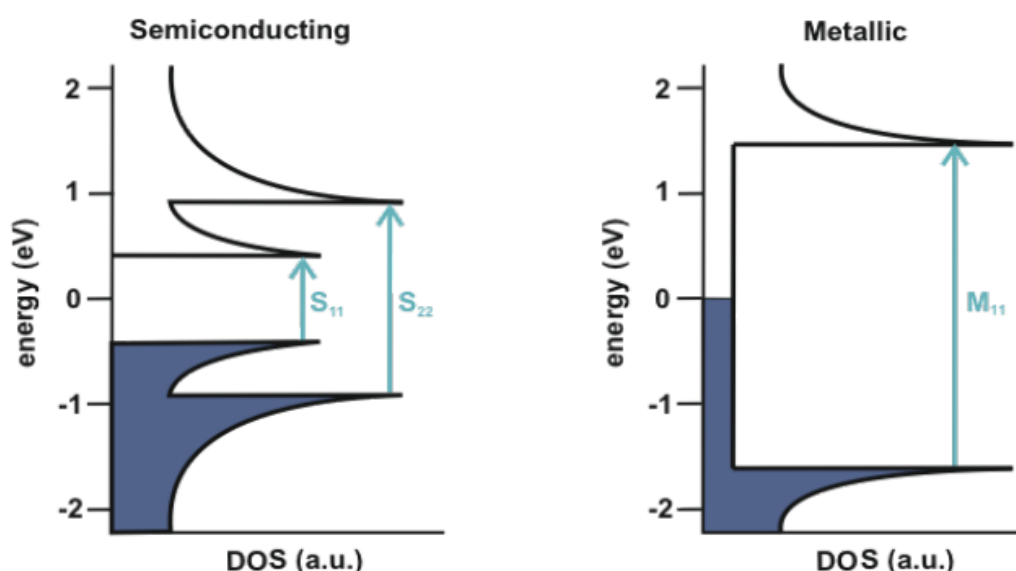 Semiconducting
energy (eV)
2
1
0
-1
-2
S₁₁
S₂₂
DOS (a.u.)
Metallic
energy (eV)
2
1
0
-1
-2
M₁₁
DOS (a.u.)